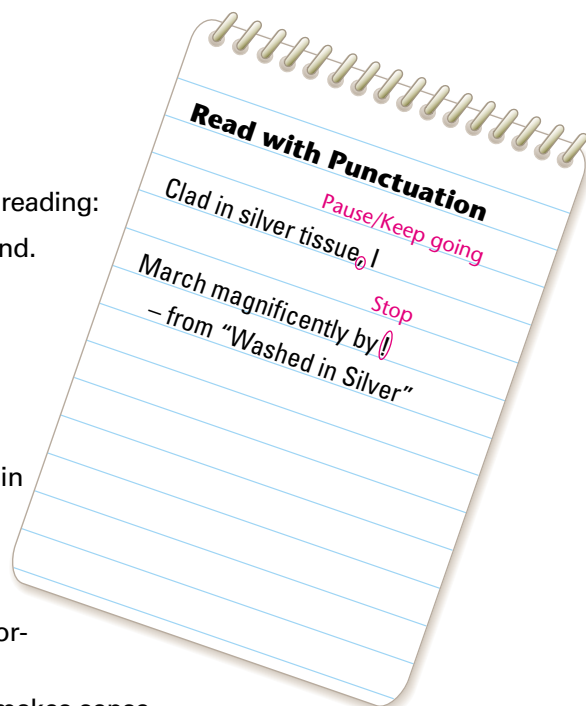 Read with Punctuation
Pause/Keep going
Clad in silver tissue, I
Stop
March magnificently by!
– from "Washed in Silver"
reading:
nd.
in
or-
makes sense